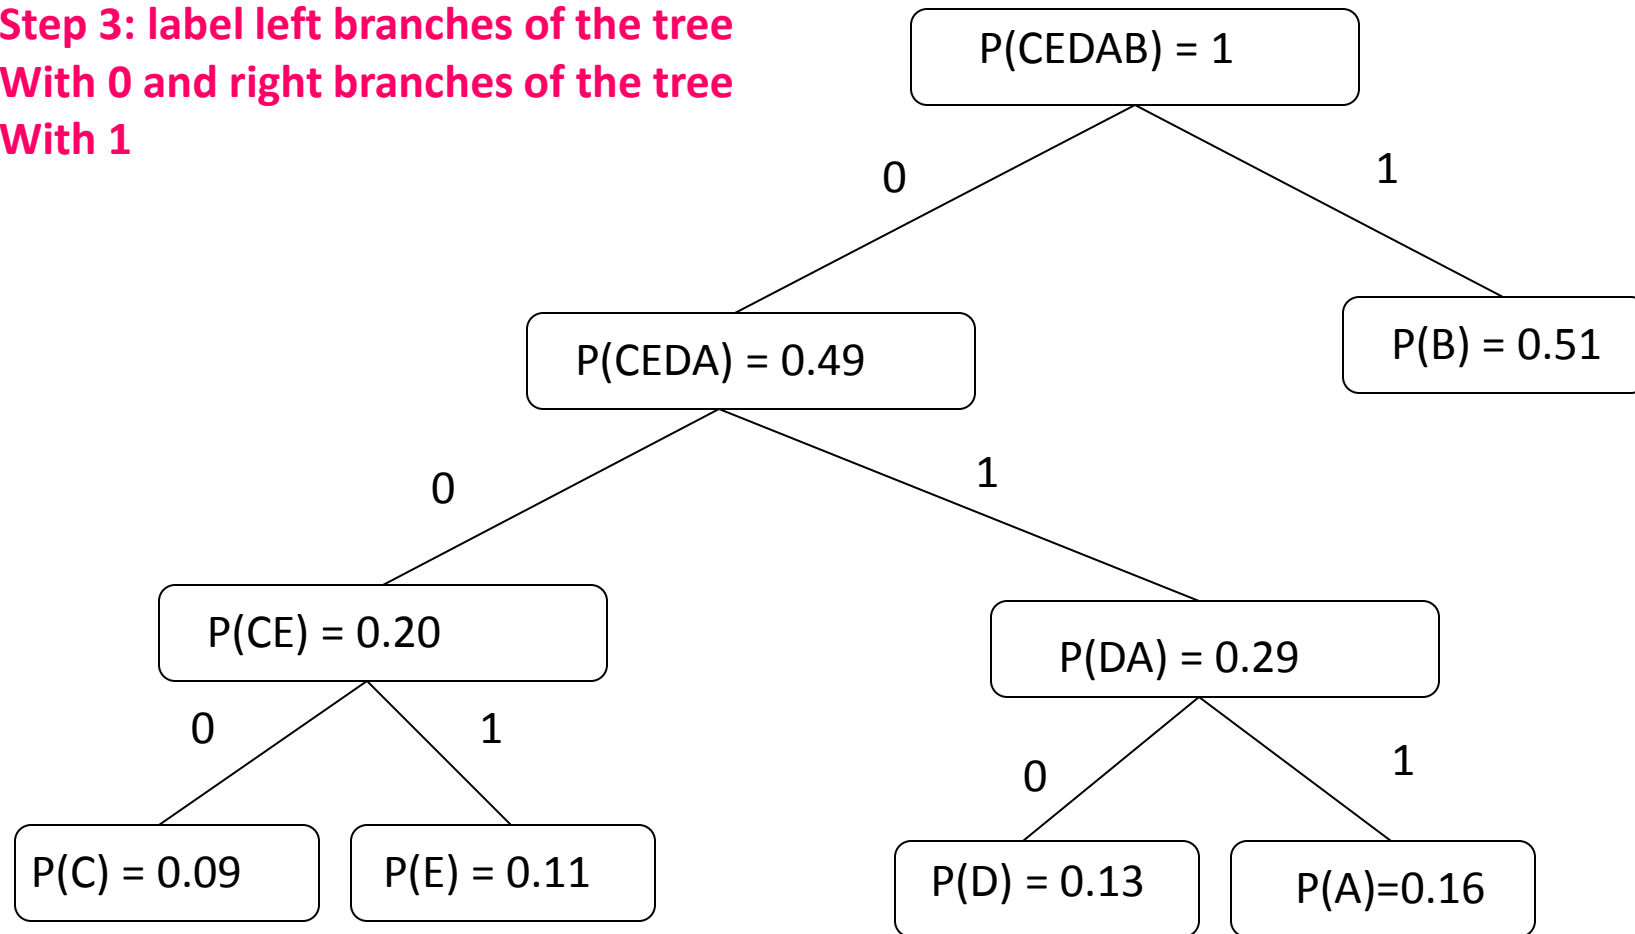 Step 3: label left branches of the tree
With 0 and right branches of the tree
With 1
P(CEDAB) = 1
0
1
P(CEDA) = 0.49
P(B) = 0.51
0
1
P(CE) = 0.20
P(DA) = 0.29
0
1
0
1
P(C) = 0.09
P(E) = 0.11
P(D) = 0.13
P(A)=0.16